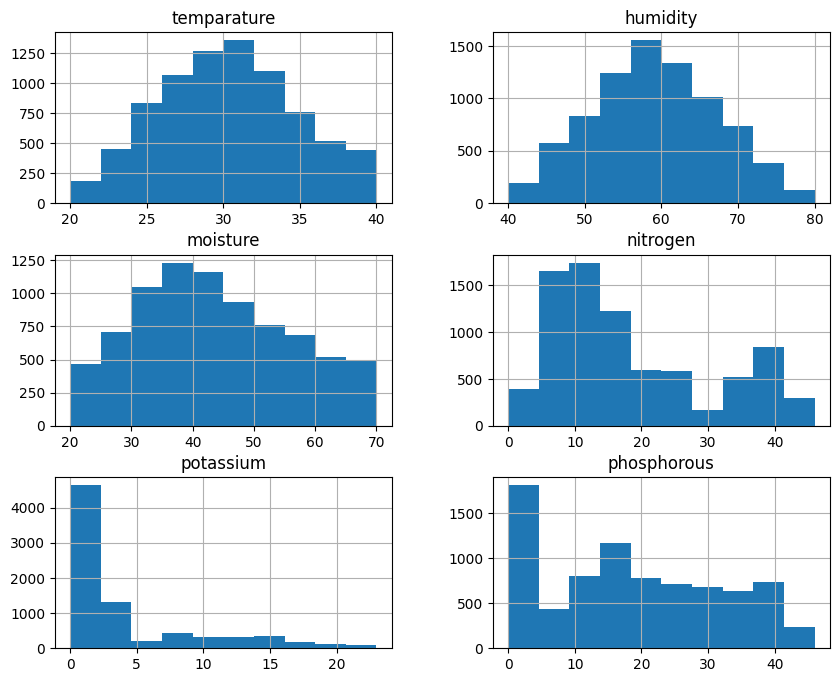 temparature humidity
1250 1500
1000
750 1000
500 500
250
0 0
20 25 30 35 40 40 50 60 70 80
moisture nitrogen
1250
1000 1500
750 1000
500
250 500
0 0
20 30 40 50 60 70 0 10 20 30 40
potassium phosphorous
4000 1500
3000 1000
2000
1000 500
0 0
0 5 10 15 20 0 10 20 30 40